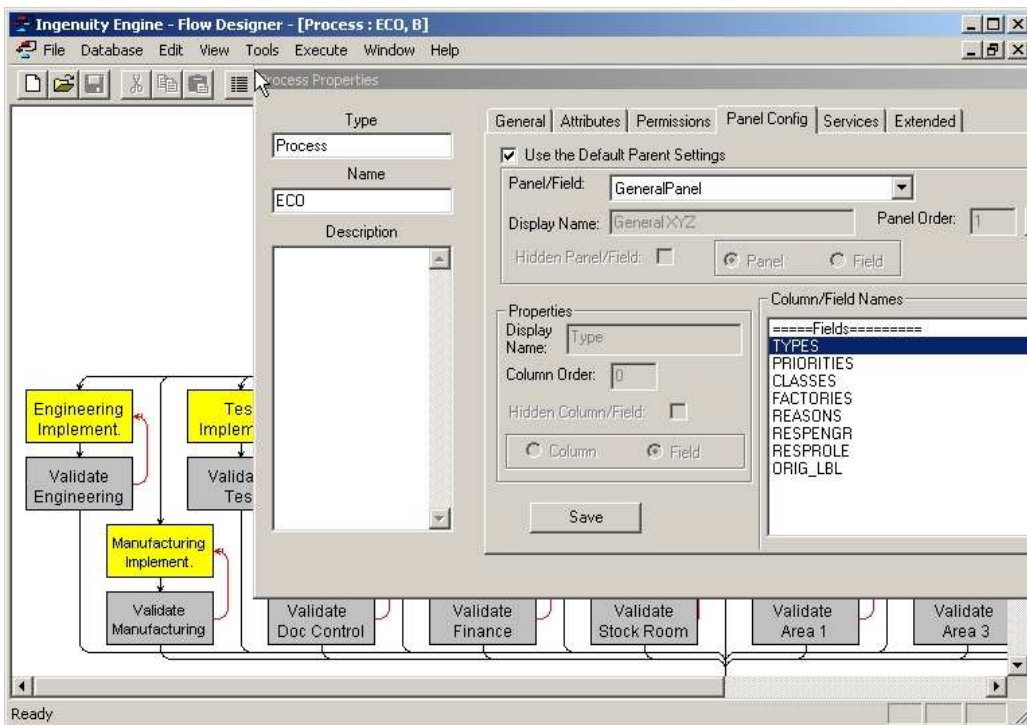 Ingenuity Engine - Flow Designer - [Process : ECO, B]
File Database Edit View Tools Execute Window Help
Process Properties
Type
Process
Name
ECO
Description
General Attributes Permissions Panel Config Services Extended
Use the Default Parent Settings
Panel/Field: GeneralPanel
Display Name: General XYZ Panel Order: 1
Hidden Panel/Field: Panel Field
Properties
Display Name: Type
Column Order: 0
Hidden Column/Field:
Column Field
Save
Column/Field Names
=====Fields=========
TYPES
PRIORITIES
CLASSES
FACTORIES
REASONS
RESPENGR
RESPROLE
ORIG_LBL
Engineering
Implement.
Tes
Implem
Validate
Engineering
Valida
Tes
Manufacturing
Implement.
Validate
Manufacturing
Validate
Doc Control
Validate
Finance
Validate
Stock Room
Validate
Area 1
Validate
Area 3
Ready